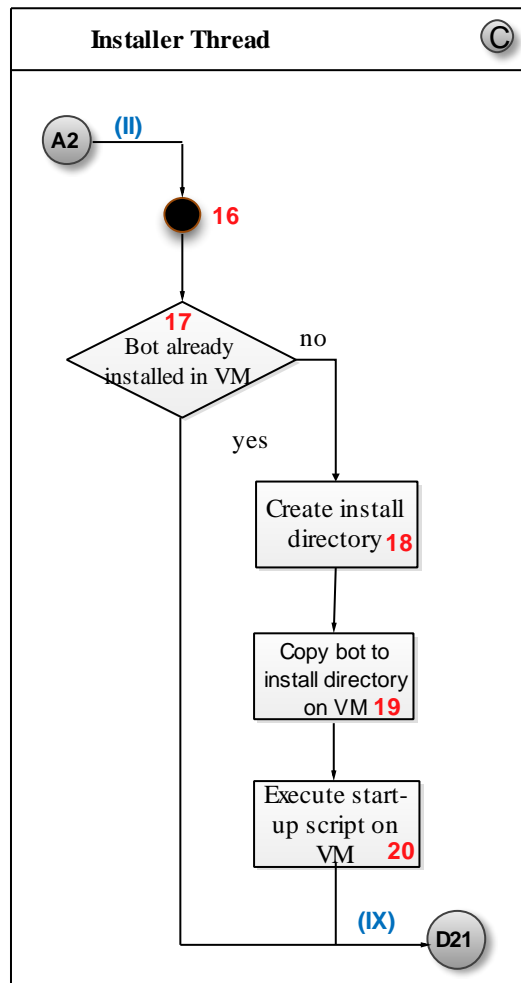 Installer Thread
C
A2
(II)
16
17
Bot already
installed in VM
no
yes
Create install
directory 18
Copy bot to
install directory
on VM 19
Execute start-
up script on
VM 20
(IX)
D21